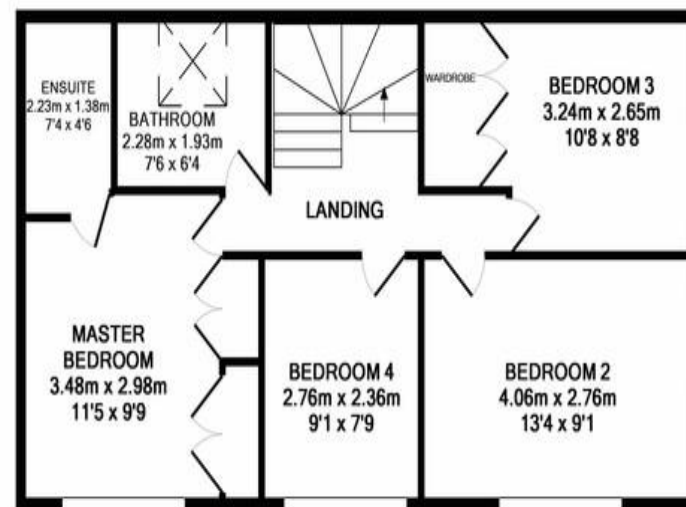 ENSUITE
2.23m x 1.38m
7'4 x 4'6
BATHROOM
2.28m x 1.93m
7'6 x 6'4
WARDROBE
BEDROOM 3
3.24m x 2.65m
10'8 x 8'8
LANDING
MASTER
BEDROOM
3.48m x 2.98m
11'5 x 9'9
BEDROOM 4
2.76m x 2.36m
9'1 x 7'9
BEDROOM 2
4.06m x 2.76m
13'4 x 9'1